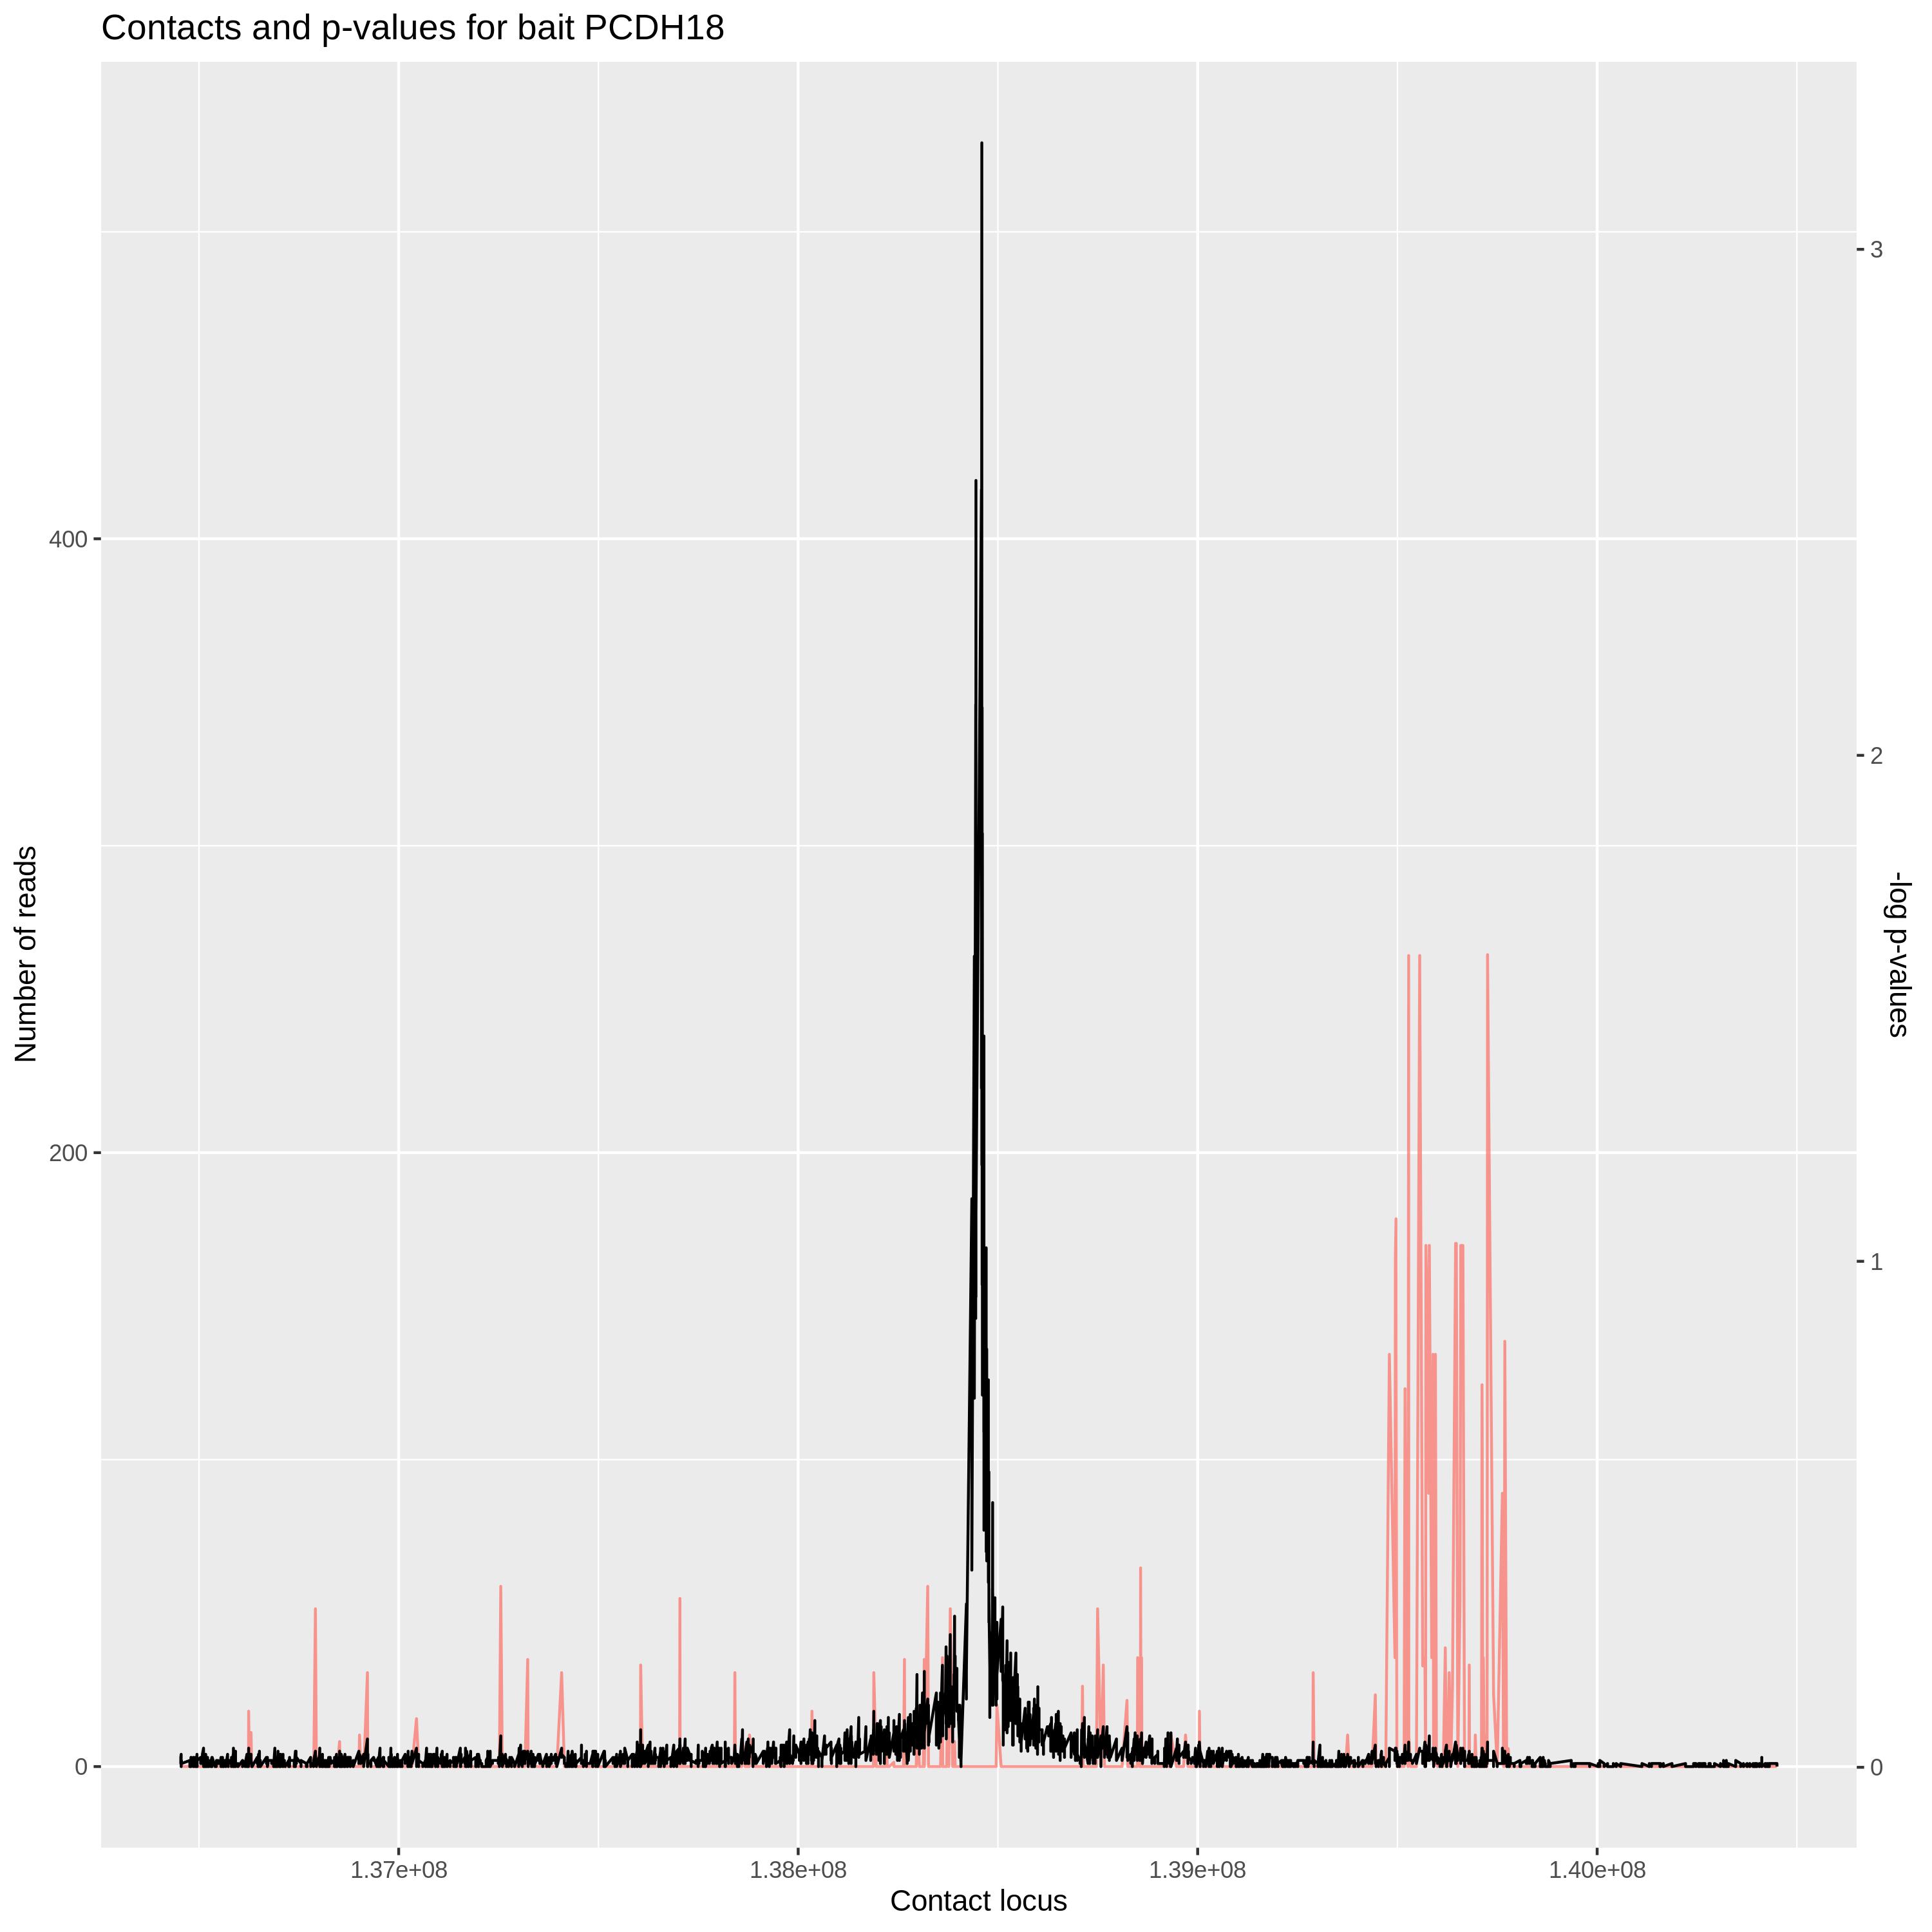 Contacts and p-values for bait PCDH18
Number of reads
400
200
0
3
2
1
0
-log p-values
1.37e+08
1.38e+08
1.39e+08
1.40e+08
Contact locus